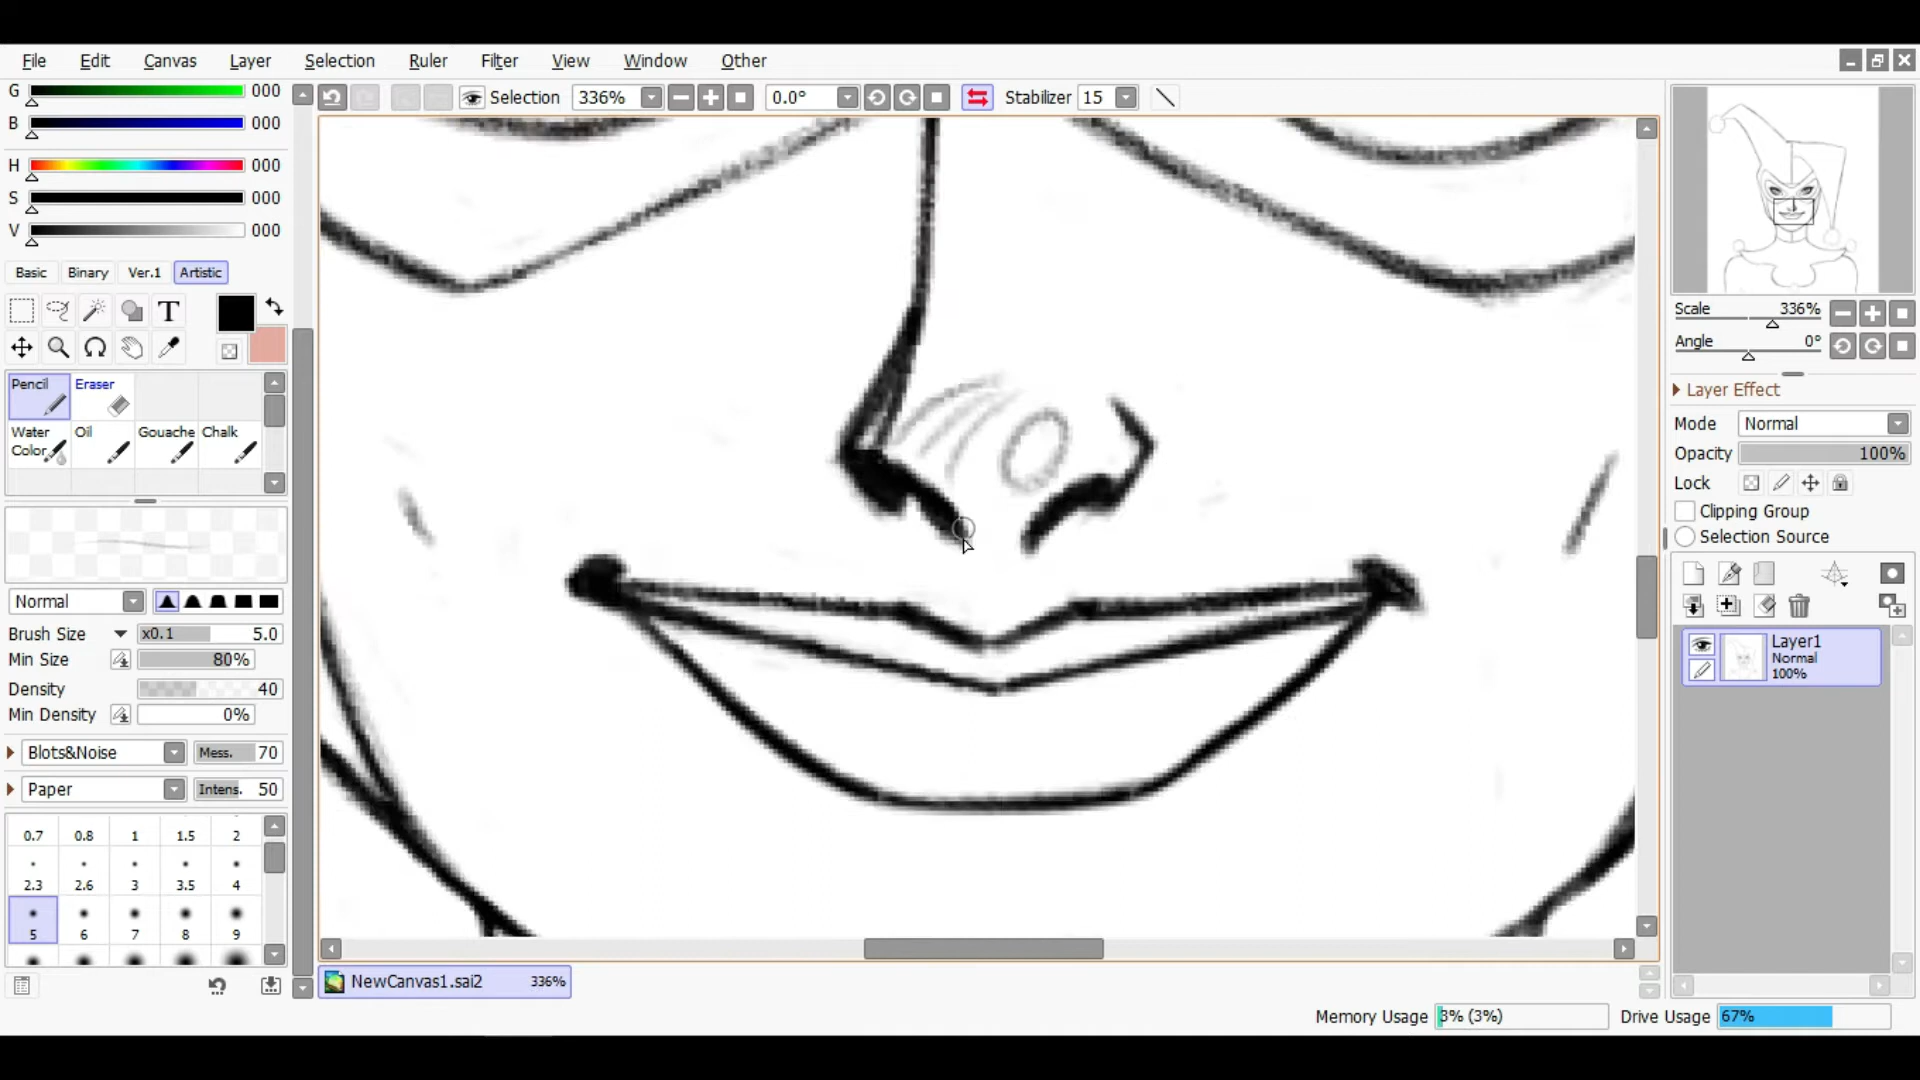 File Edit Canvas Layer Selection Ruler Filter View Window Other
G 000
B 000
H 000
S 000
V 000
Selection 336% 0.0° Stabilizer 15
Basic Binary Ver.1 Artistic
T
Pencil Eraser
Water Color Oil Gouache Chalk
Normal
Brush Size x0.1 5.0
Min Size 80%
Density 40
Min Density 0%
Blots&Noise Mess. 70
Paper Intens. 50
0.7 0.8 1 1.5 2
2.3 2.6 3 3.5 4
5 6 7 8 9
NewCanvas1.sai2 336%
Scale 336%
Angle 0°
Layer Effect
Mode Normal
Opacity 100%
Lock
Clipping Group
Selection Source
Layer1
Normal
100%
Memory Usage 3% (3%) Drive Usage 67%